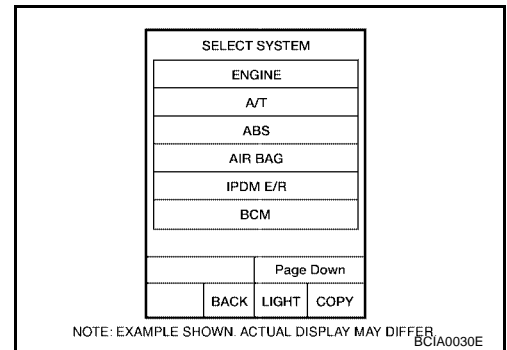 SELECT SYSTEM
ENGINE
A/T
ABS
AIR BAG
IPDM E/R
BCM
Page Down
BACK LIGHT COPY
NOTE: EXAMPLE SHOWN. ACTUAL DISPLAY MAY DIFFER.
BCIA0030E